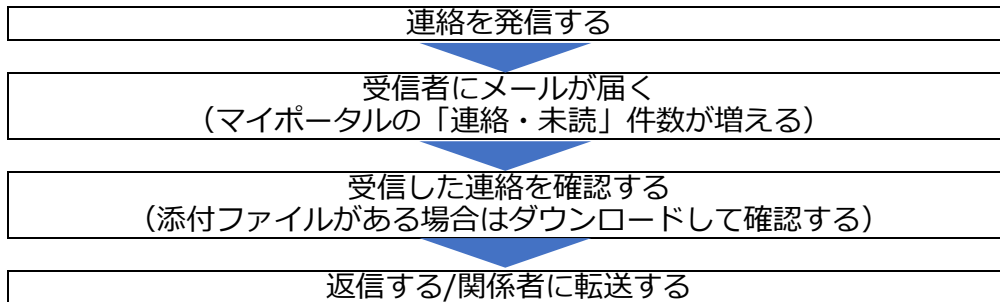 連絡を発信する
受信者にメールが届く
（マイポータルの「連絡・未読」件数が増える）
受信した連絡を確認する
（添付ファイルがある場合はダウンロードして確認する）
返信する/関係者に転送する